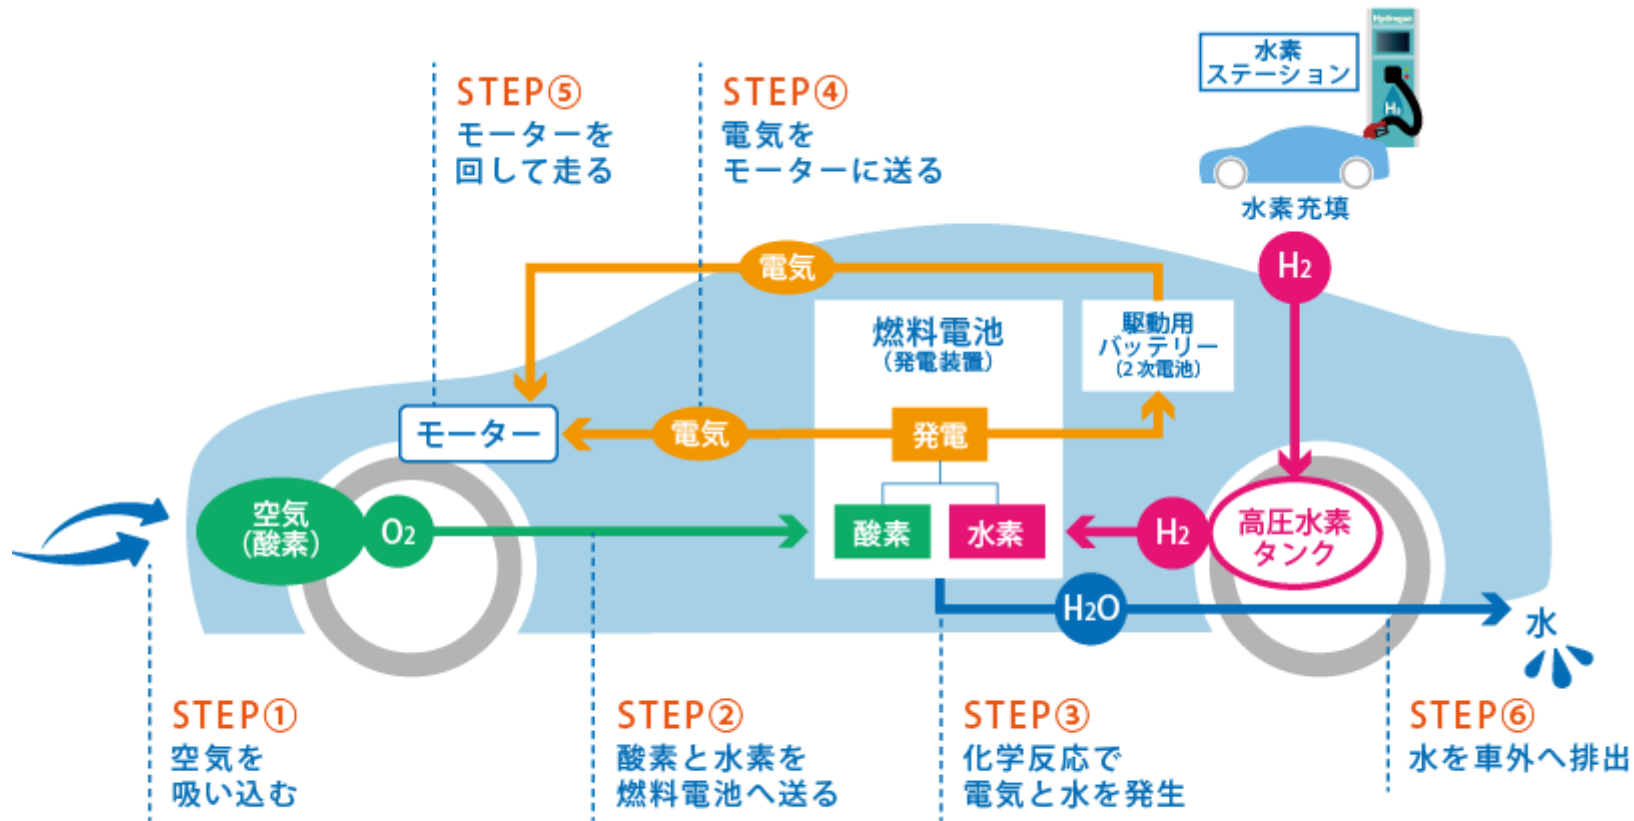 Hydrogen
水素
ステーション
H₂
水素充填
STEP⑤
モーターを
回して走る
STEP④
電気を
モーターに送る
H₂
電気
燃料電池
（発電装置）
駆動用
バッテリー
（2次電池）
モーター
電気
発電
空気
（酸素）
O₂
酸素
水素
H₂
高圧水素
タンク
H₂O
水
STEP①
空気を
吸い込む
STEP②
酸素と水素を
燃料電池へ送る
STEP③
化学反応で
電気と水を発生
STEP⑥
水を車外へ排出